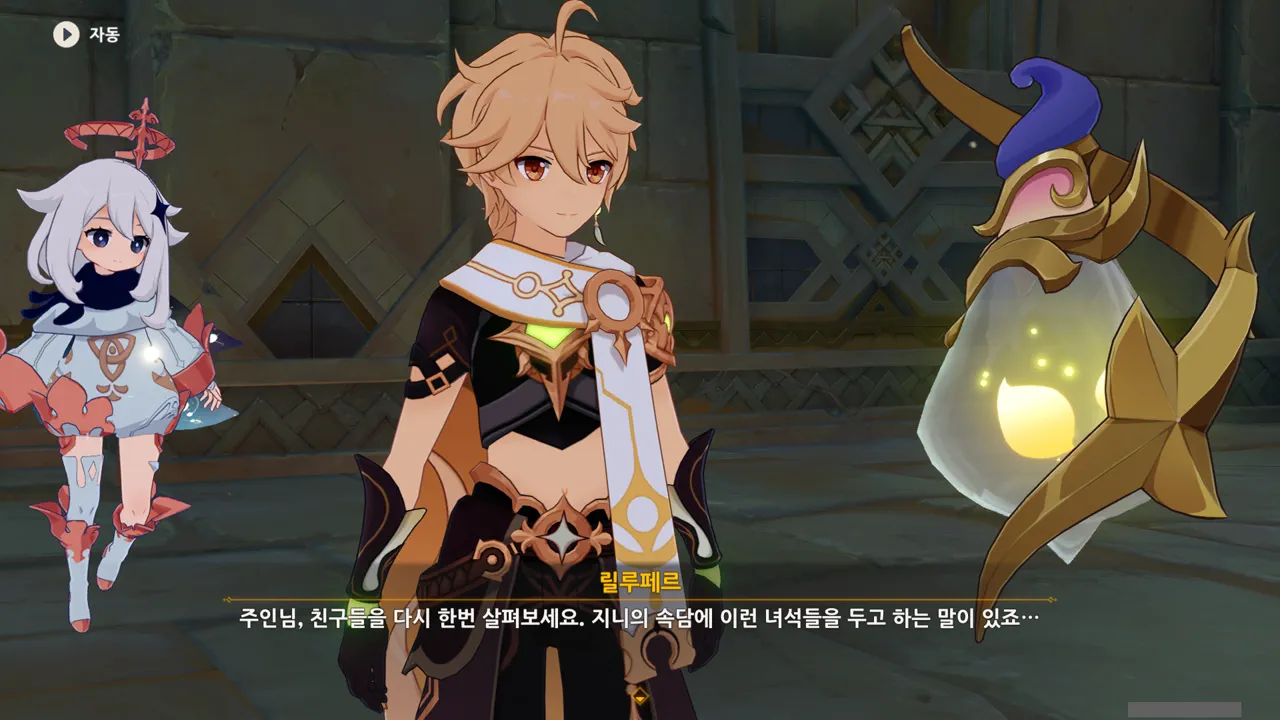 자동
릴루페르
주인님, 친구들을 다시 한번 살펴보세요. 지니의 속담에 이런 녀석들을 두고 하는 말이 있죠…